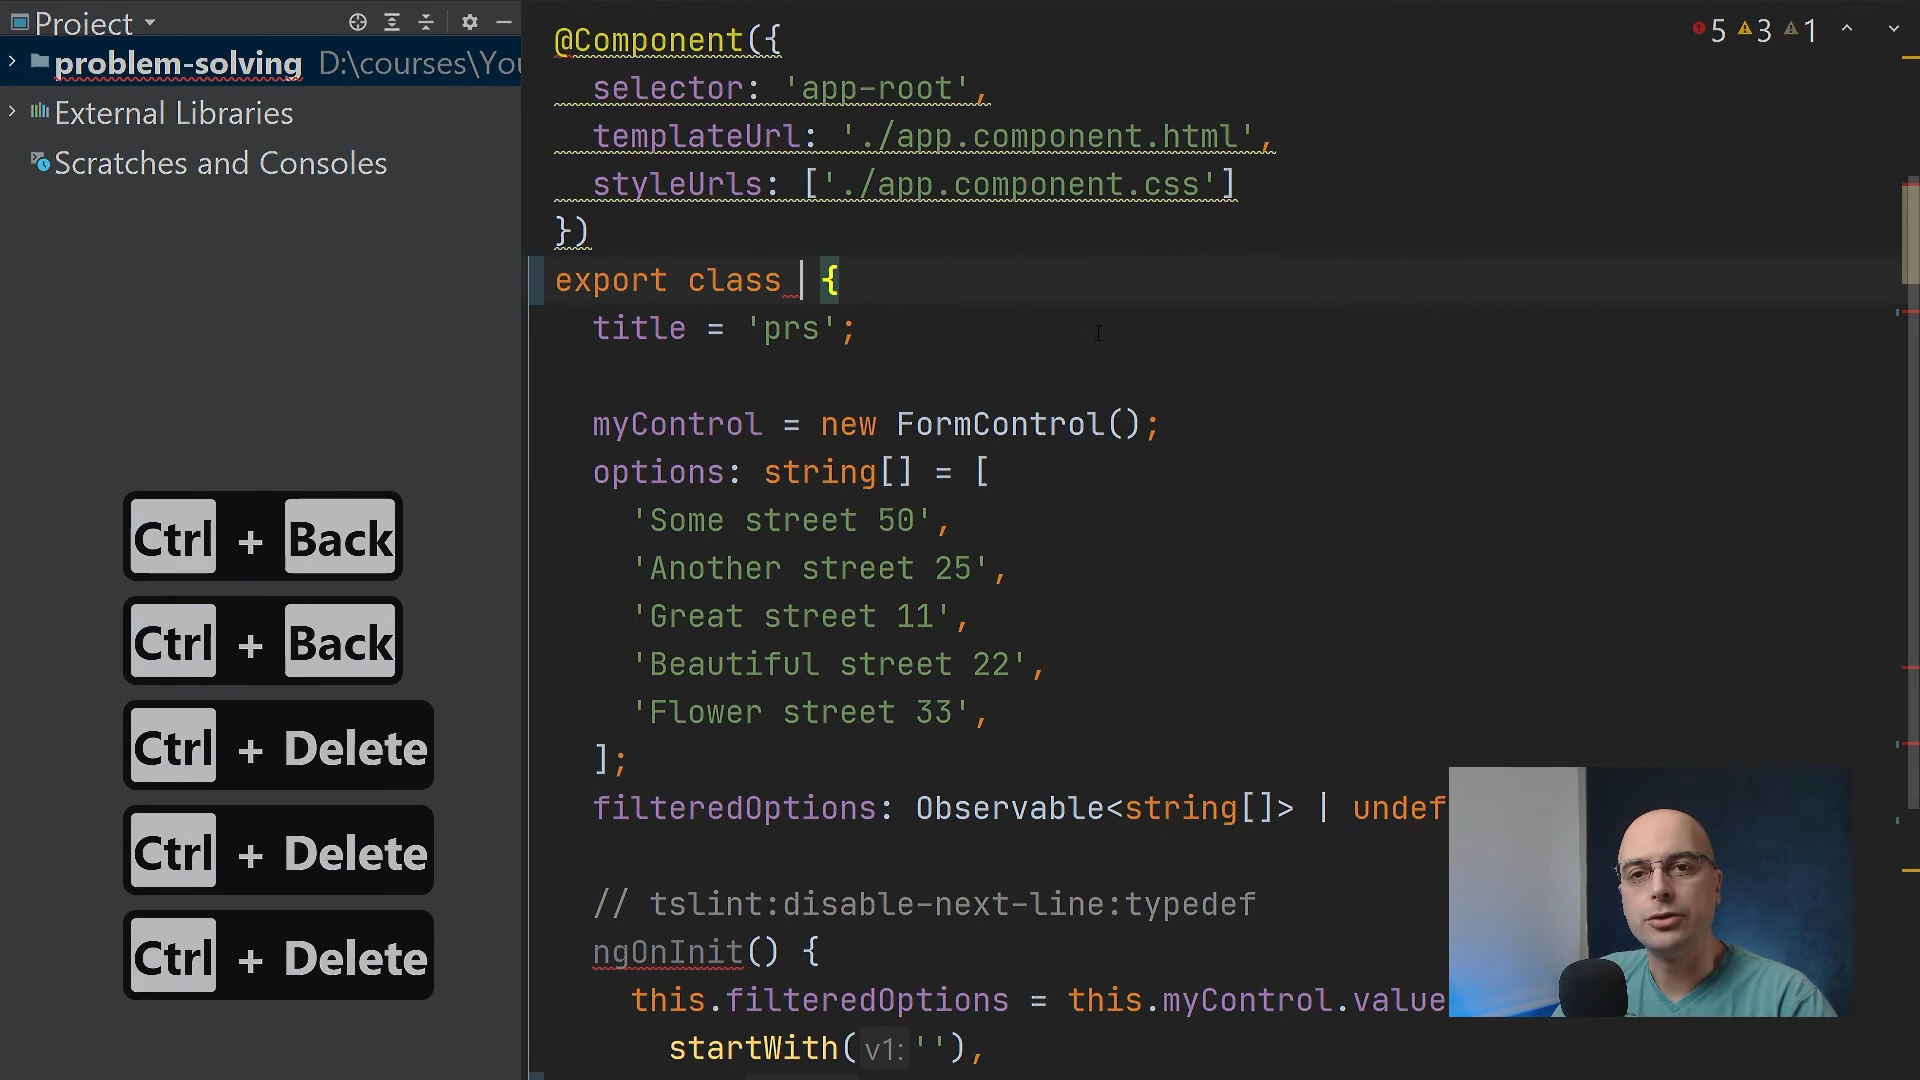 Project
problem-solving D:\courses\You
External Libraries
Scratches and Consoles
Ctrl + Back
Ctrl + Back
Ctrl + Delete
Ctrl + Delete
Ctrl + Delete
5 3 1
@Component({
selector: 'app-root',
templateUrl: './app.component.html',
styleUrls: ['./app.component.css']
})
export class {
title = 'prs';
myControl = new FormControl();
options: string[] = [
'Some street 50',
'Another street 25',
'Great street 11',
'Beautiful street 22',
'Flower street 33',
];
filteredOptions: Observable<string[]> | undef
// tslint:disable-next-line:typedef
ngOnInit() {
this.filteredOptions = this.myControl.value
startWith( v1: ''),